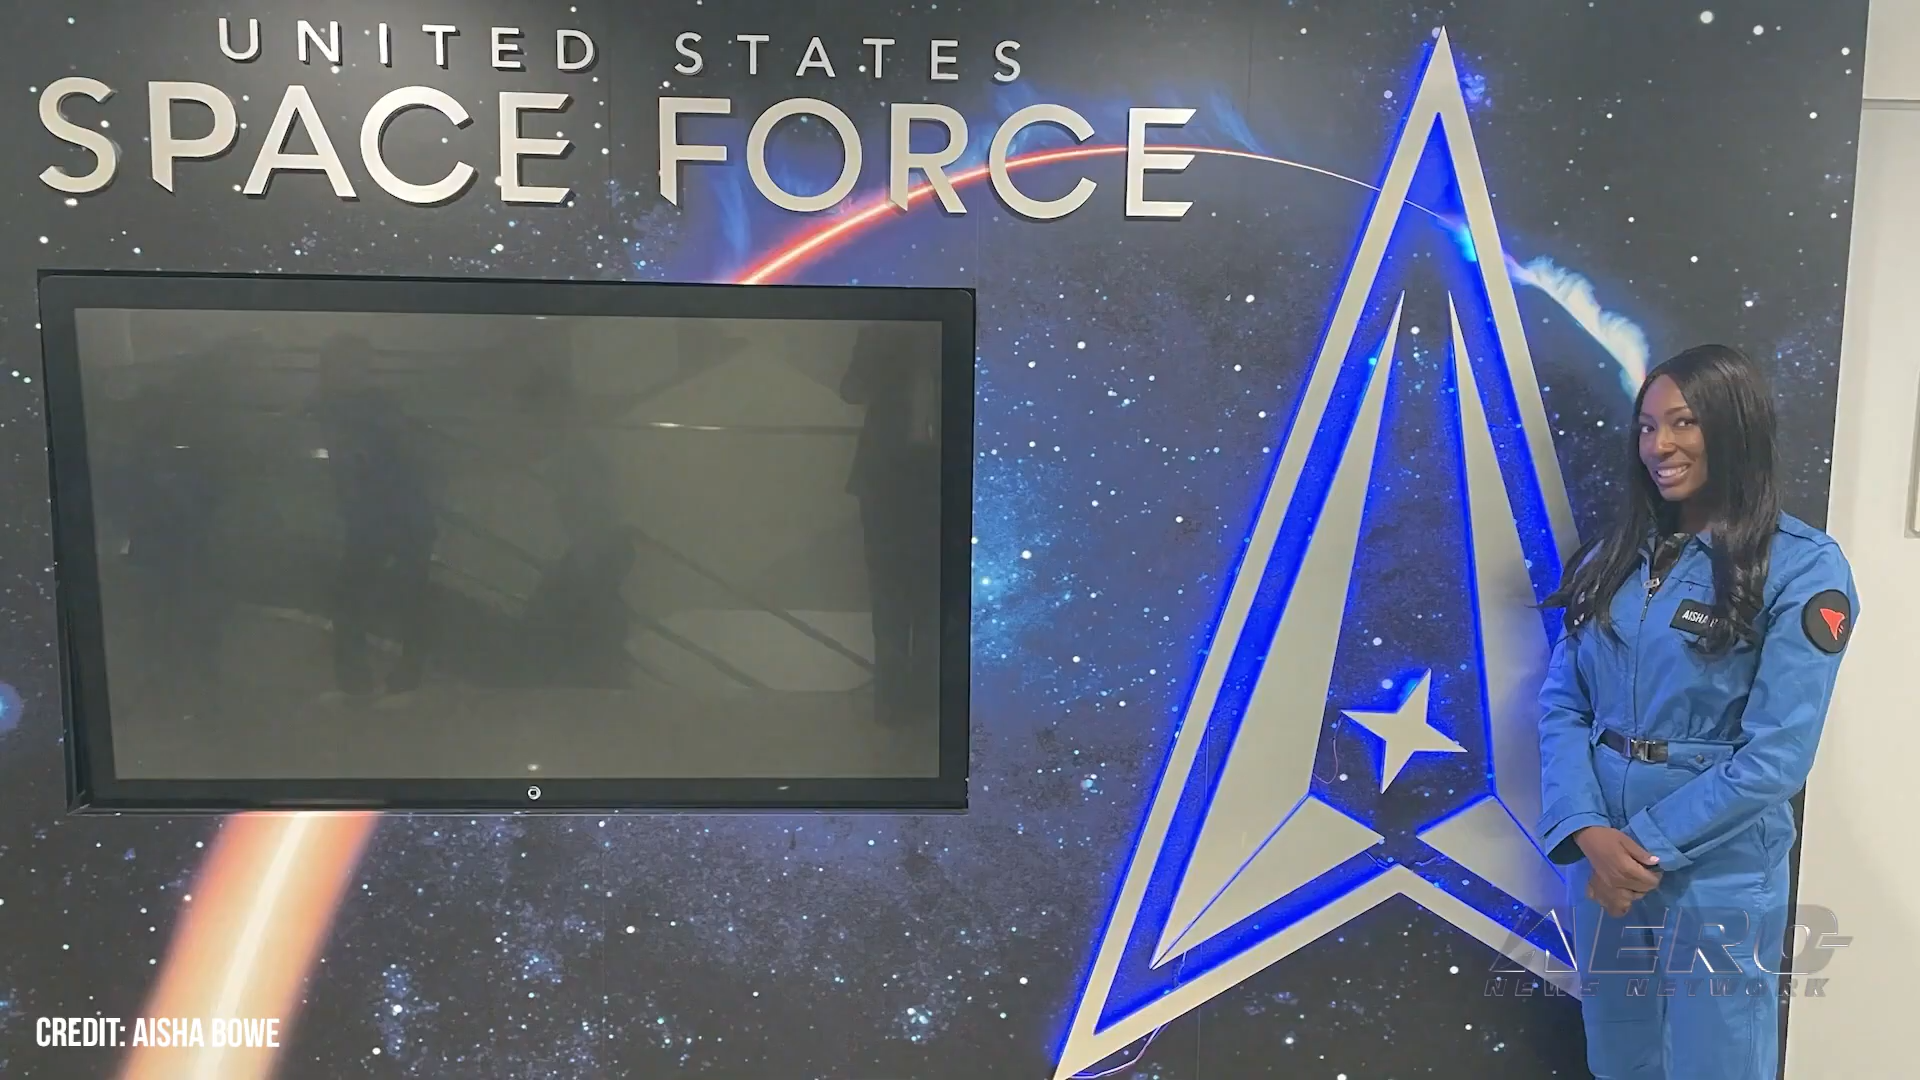 UNITED STATES
SPACE FORCE
AISHA
CREDIT: AISHA BOWE
AERO-
NEWS NETWORK